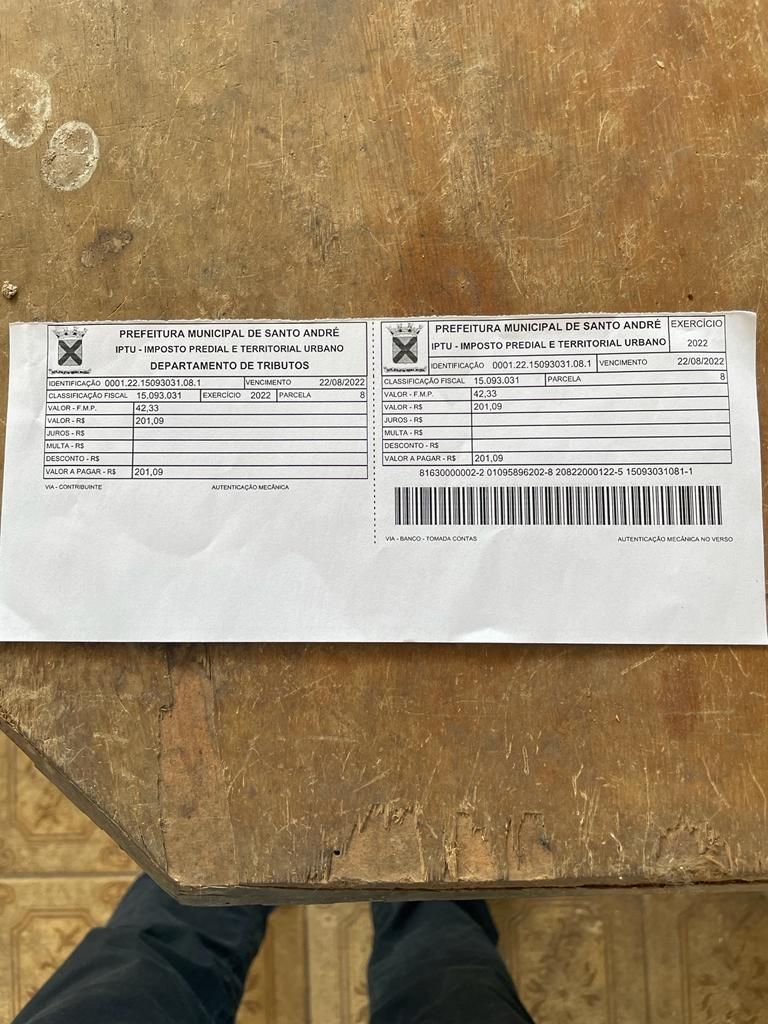 PREFEITURA MUNICIPAL DE SANTO ANDRÉ
IPTU - IMPOSTO PREDIAL E TERRITORIAL URBANO
DEPARTAMENTO DE TRIBUTOS
IDENTIFICAÇÃO 0001.22.15093031.08.1 VENCIMENTO 22/08/2022
CLASSIFICAÇÃO FISCAL 15.093.031 EXERCÍCIO 2022 PARCELA 8
VALOR - F.M.P. 42,33
VALOR - R$ 201,09
JUROS - R$
MULTA - R$
DESCONTO - R$
VALOR A PAGAR - R$ 201,09
VIA - CONTRIBUINTE AUTENTICAÇÃO MECÂNICA
PREFEITURA MUNICIPAL DE SANTO ANDRÉ EXERCÍCIO
IPTU - IMPOSTO PREDIAL E TERRITORIAL URBANO 2022
IDENTIFICAÇÃO 0001.22.15093031.08.1 VENCIMENTO 22/08/2022
CLASSIFICAÇÃO FISCAL 15.093.031 PARCELA 8
VALOR - F.M.P. 42,33
VALOR - R$ 201,09
JUROS - R$
MULTA - R$
DESCONTO - R$
VALOR A PAGAR - R$ 201,09
81630000002-2 01095896202-8 20822000122-5 15093031081-1
VIA - BANCO - TOMADA CONTAS AUTENTICAÇÃO MECÂNICA NO VERSO